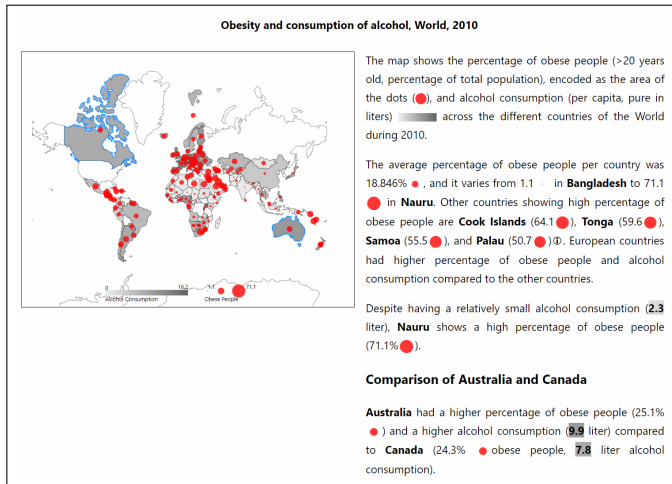 Obesity and consumption of alcohol, World, 2010
0
16.2
Alcohol Consumption
1.1
71.1
Obese People
The map shows the percentage of obese people (>20 years
old, percentage of total population), encoded as the area of
the dots ( ), and alcohol consumption (per capita, pure in
liters) across the different countries of the World
during 2010.
The average percentage of obese people per country was
18.846% , and it varies from 1.1 in Bangladesh to 71.1
in Nauru. Other countries showing high percentage of
obese people are Cook Islands (64.1 ), Tonga (59.6 ),
Samoa (55.5 ), and Palau (50.7 ) ⓘ. European countries
had higher percentage of obese people and alcohol
consumption compared to the other countries.
Despite having a relatively small alcohol consumption (2.3
liter), Nauru shows a high percentage of obese people
(71.1% ).
Comparison of Australia and Canada
Australia had a higher percentage of obese people (25.1%
) and a higher alcohol consumption (9.9 liter) compared
to Canada (24.3% obese people, 7.8 liter alcohol
consumption).